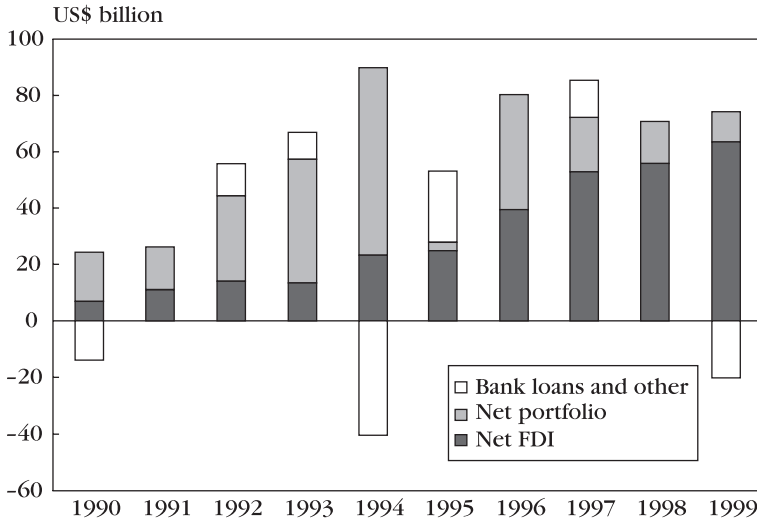 US$ billion
100
80
60
40
20
0
–20
–40
–60
Bank loans and other
Net portfolio
Net FDI
1990 1991 1992 1993 1994 1995 1996 1997 1998 1999